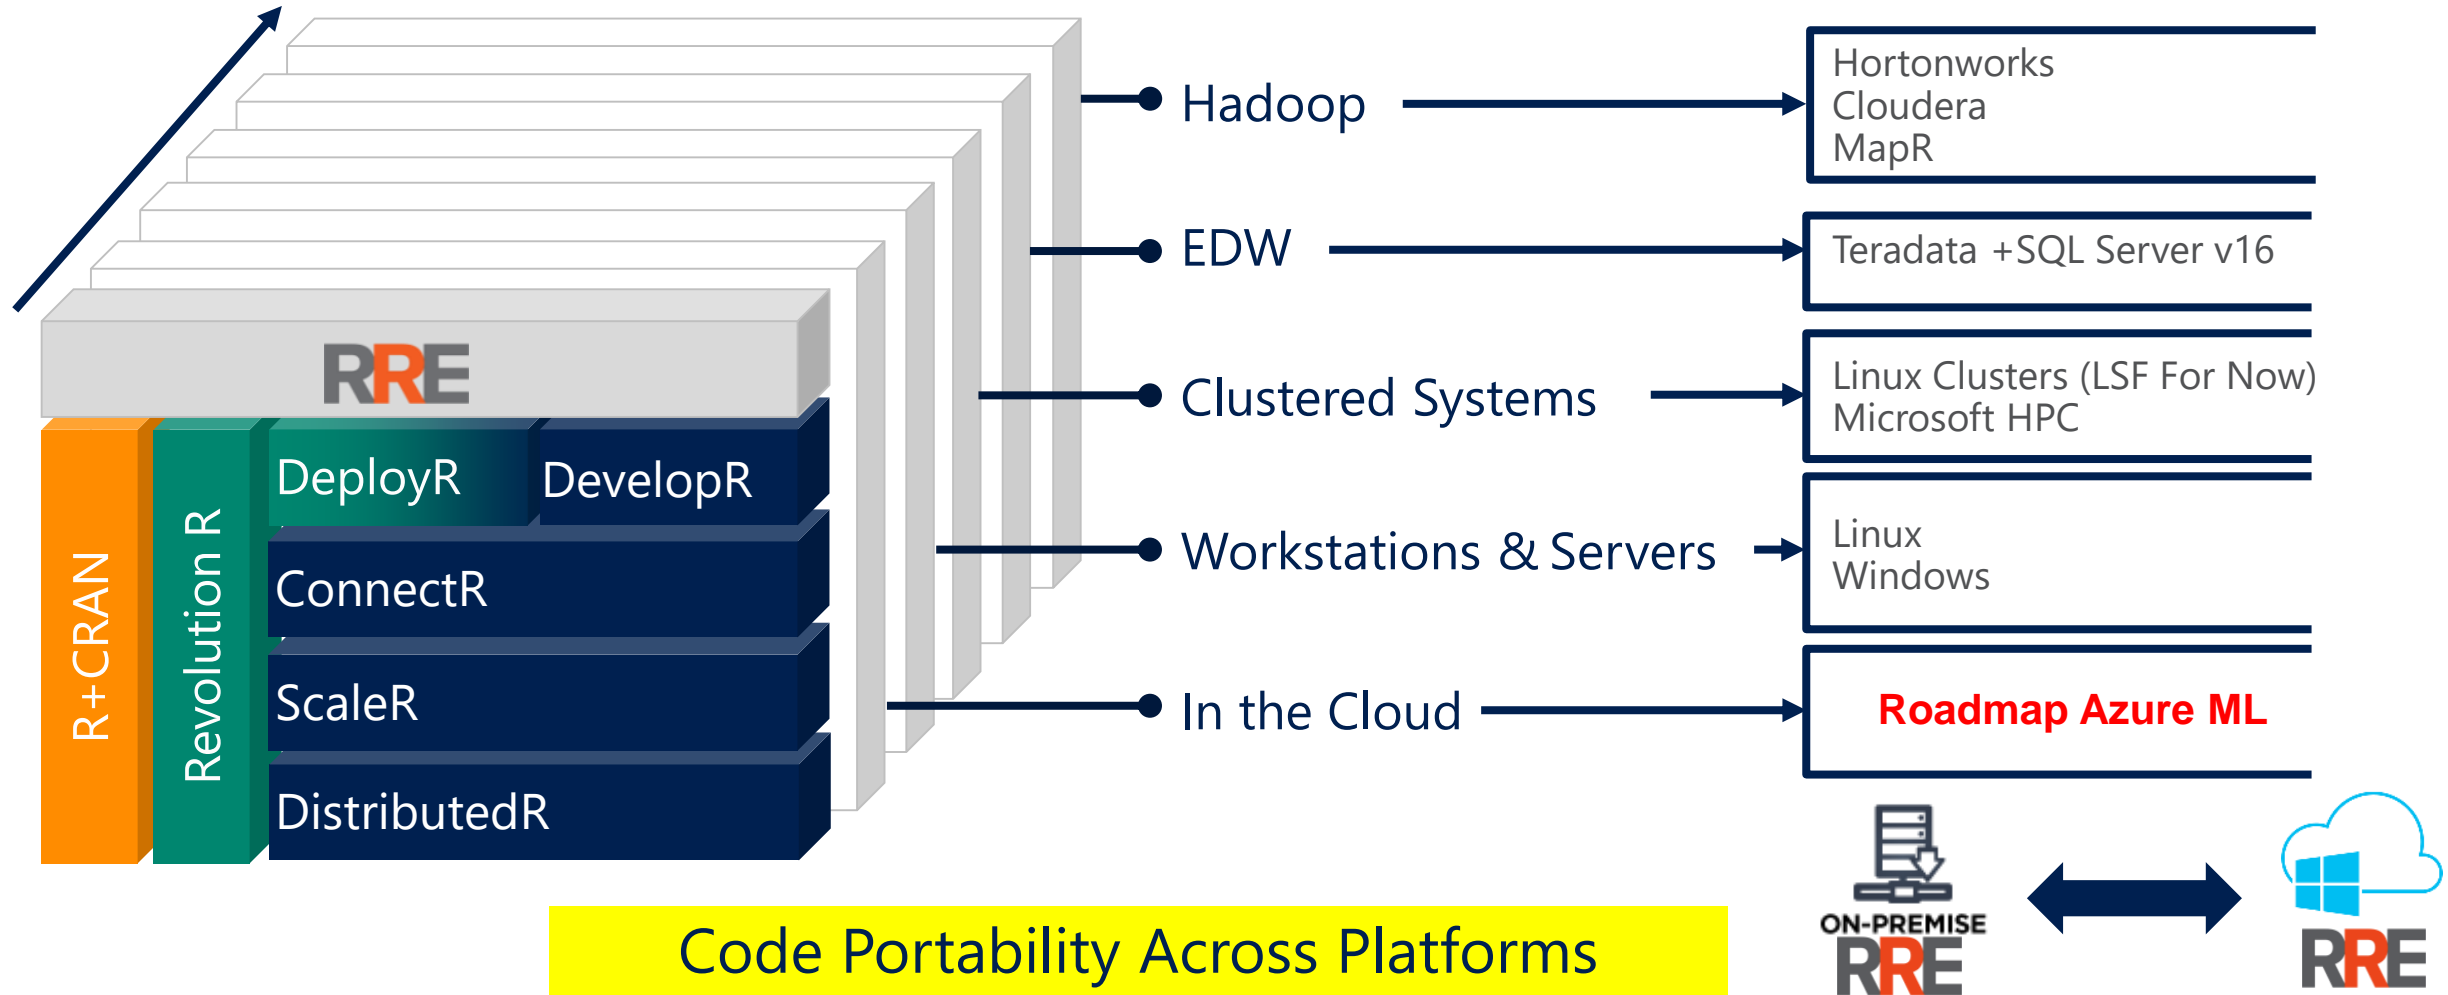 RRE
R+CRAN
Revolution R
DeployR
DevelopR
ConnectR
ScaleR
DistributedR
Hadoop
Hortonworks
Cloudera
MapR
EDW
Teradata +SQL Server v16
Clustered Systems
Linux Clusters (LSF For Now)
Microsoft HPC
Workstations & Servers
Linux
Windows
In the Cloud
Roadmap Azure ML
Code Portability Across Platforms
ON-PREMISE
RRE
RRE